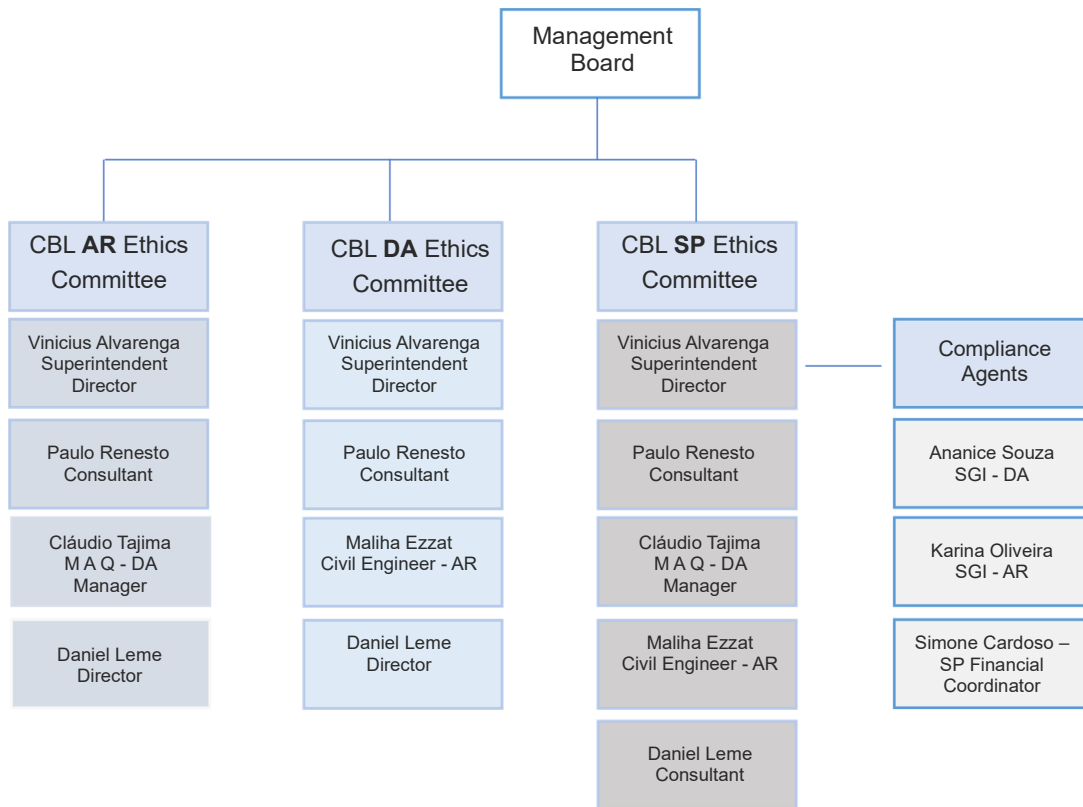 Management
Board
CBL AR Ethics
Committee
Vinicius Alvarenga
Superintendent
Director
Paulo Renesto
Consultant
Cláudio Tajima
M A Q - DA
Manager
Daniel Leme
Director
CBL DA Ethics
Committee
Vinicius Alvarenga
Superintendent
Director
Paulo Renesto
Consultant
Maliha Ezzat
Civil Engineer - AR
Daniel Leme
Director
CBL SP Ethics
Committee
Vinicius Alvarenga
Superintendent
Director
Paulo Renesto
Consultant
Cláudio Tajima
M A Q - DA
Manager
Maliha Ezzat
Civil Engineer - AR
Daniel Leme
Consultant
Compliance
Agents
Ananice Souza
SGI - DA
Karina Oliveira
SGI - AR
Simone Cardoso –
SP Financial
Coordinator